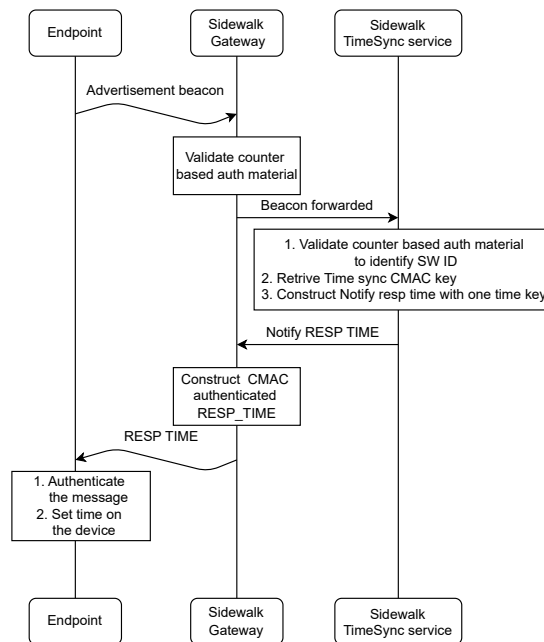 Endpoint
Sidewalk
Gateway
Sidewalk
TimeSync service
Advertisement beacon
Validate counter
based auth material
Beacon forwarded
1. Validate counter based auth material
to identify SW ID
2. Retrive Time sync CMAC key
3. Construct Notify resp time with one time key
Notify RESP TIME
Construct CMAC
authenticated
RESP_TIME
RESP TIME
1. Authenticate
the message
2. Set time on
the device
Endpoint
Sidewalk
Gateway
Sidewalk
TimeSync service